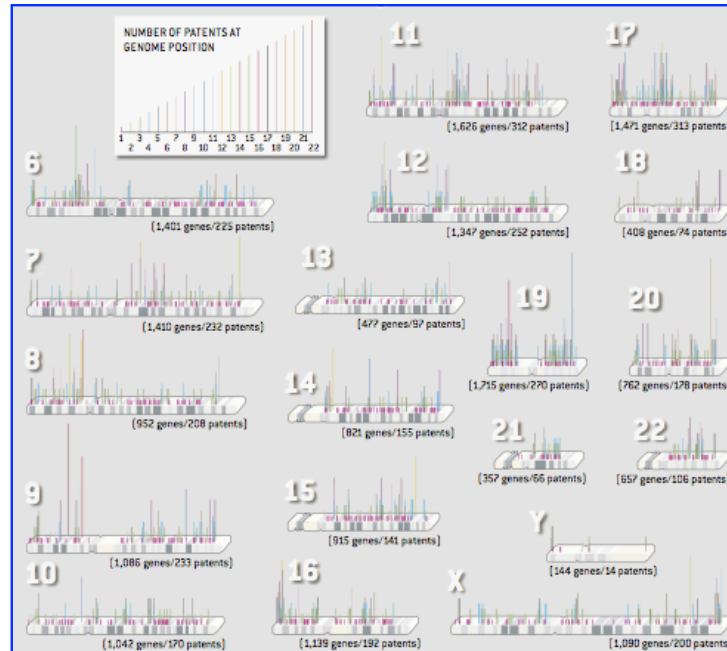 NUMBER OF PATENTS AT
GENOME POSITION
1 3 5 7 9 11 13 15 17 19 21
2 4 6 8 10 12 14 16 18 20 22
6
[1,401 genes/225 patents]
7
[1,410 genes/232 patents]
8
[952 genes/208 patents]
9
[1,086 genes/233 patents]
10
[1,042 genes/170 patents]
11
[1,626 genes/312 patents]
12
[1,347 genes/252 patents]
13
[477 genes/97 patents]
14
[821 genes/155 patents]
15
[915 genes/141 patents]
16
[1,139 genes/192 patents]
17
[1,471 genes/313 patents]
18
[408 genes/74 patents]
19
[1,715 genes/270 patents]
20
[762 genes/178 patents]
21
[357 genes/66 patents]
22
[657 genes/106 patents]
Y
[144 genes/14 patents]
X
[1,090 genes/200 patents]